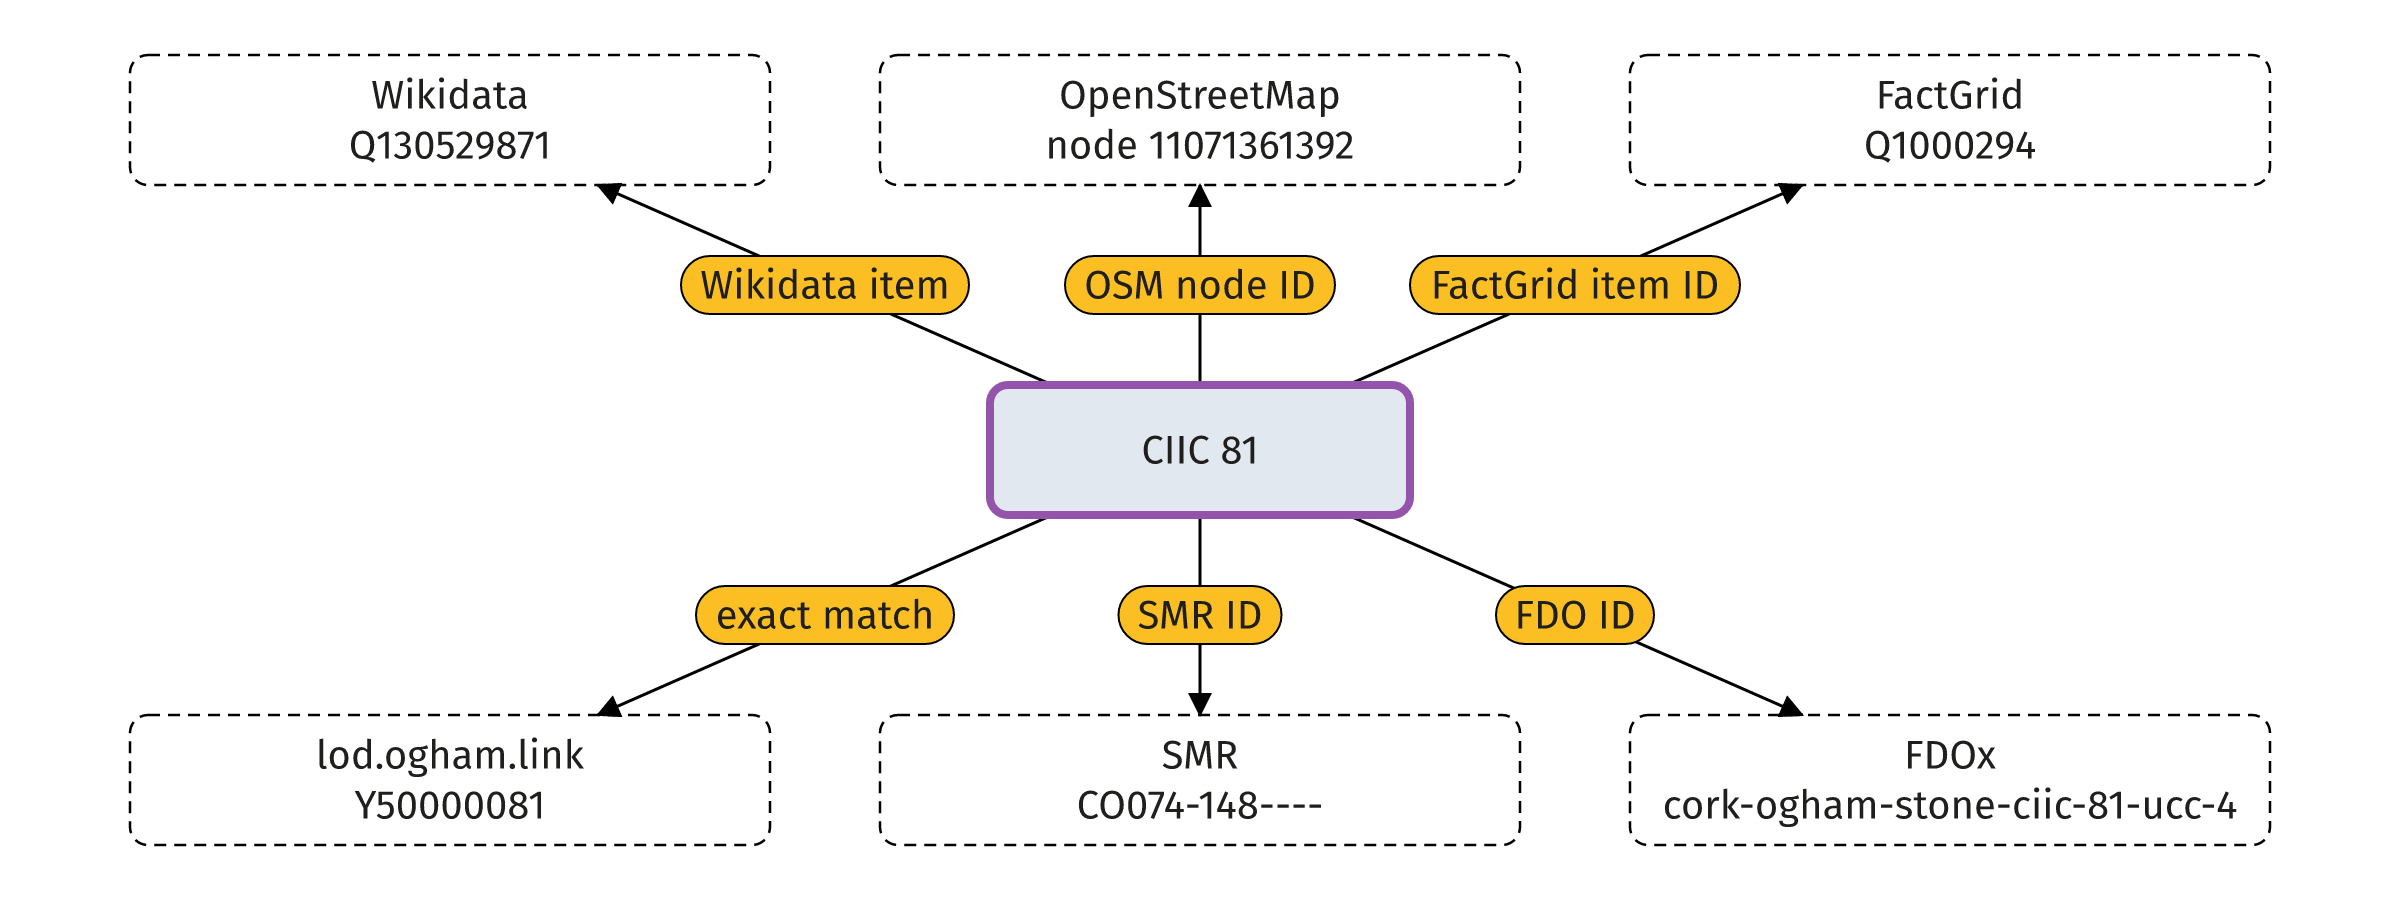 Wikidata
Q130529871
OpenStreetMap
node 11071361392
FactGrid
Q1000294
Wikidata item
OSM node ID
FactGrid item ID
CIIC 81
exact match
SMR ID
FDO ID
lod.ogham.link
Y50000081
SMR
CO074-148----
FDOx
cork-ogham-stone-ciic-81-ucc-4